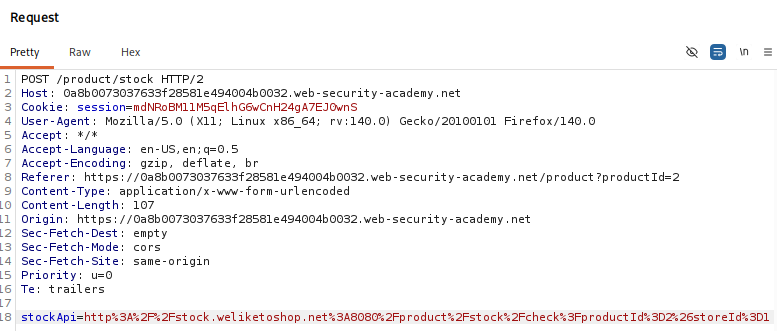 Request
Pretty Raw Hex \n
1 POST /product/stock HTTP/2
2 Host: 0a8b0073037633f28581e494004b0032.web-security-academy.net
3 Cookie: session=mdNRoBM11M5qElhG6wCnH24gA7EJ0wnS
4 User-Agent: Mozilla/5.0 (X11; Linux x86_64; rv:140.0) Gecko/20100101 Firefox/140.0
5 Accept: */*
6 Accept-Language: en-US,en;q=0.5
7 Accept-Encoding: gzip, deflate, br
8 Referer: https://0a8b0073037633f28581e494004b0032.web-security-academy.net/product?productId=2
9 Content-Type: application/x-www-form-urlencoded
10 Content-Length: 107
11 Origin: https://0a8b0073037633f28581e494004b0032.web-security-academy.net
12 Sec-Fetch-Dest: empty
13 Sec-Fetch-Mode: cors
14 Sec-Fetch-Site: same-origin
15 Priority: u=0
16 Te: trailers
17
18 stockApi=http%3A%2F%2Fstock.weliketoshop.net%3A8080%2Fproduct%2Fstock%2Fcheck%3FproductId%3D2%26storeId%3D1